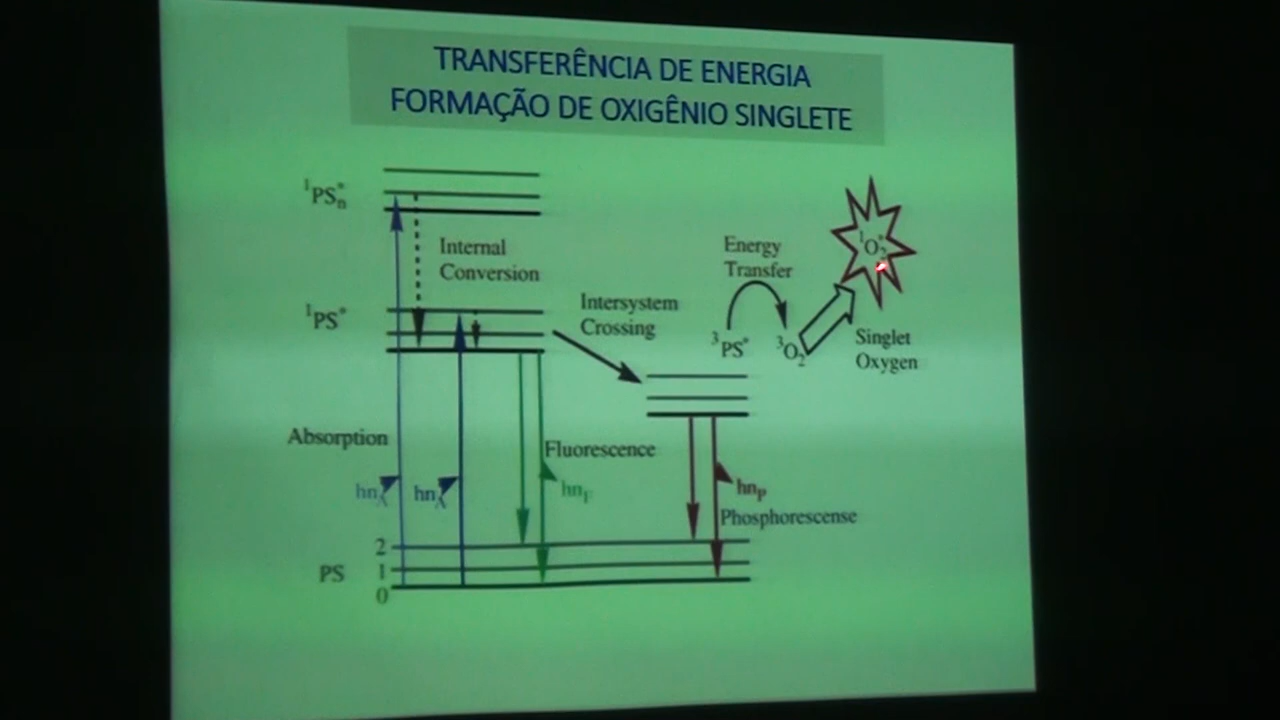 TRANSFERÊNCIA DE ENERGIA
FORMAÇÃO DE OXIGÊNIO SINGLETE
¹PS*n
Internal
Conversion
¹PS*
Intersystem
Crossing
Energy
Transfer
³PS*
³O₂
¹O₂*
Singlet
Oxygen
Absorption
hnA
hnA
Fluorescence
hnF
hnP
Phosphorescense
PS
2
1
0